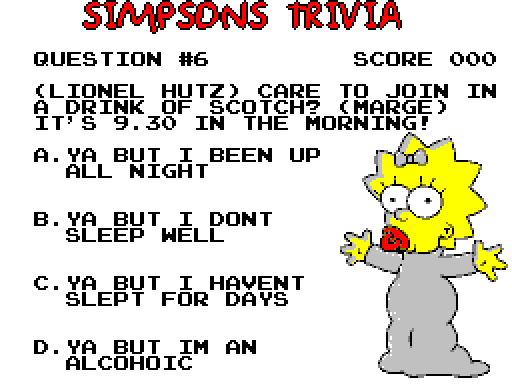 SIMPSONS TRIVIA
QUESTION #6 SCORE 000
(LIONEL HUTZ) CARE TO JOIN IN
A DRINK OF SCOTCH? (MARGE)
IT'S 9.30 IN THE MORNING!
A. YA BUT I BEEN UP
ALL NIGHT
B. YA BUT I DONT
SLEEP WELL
C. YA BUT I HAVENT
SLEPT FOR DAYS
D. YA BUT IM AN
ALCOHOIC